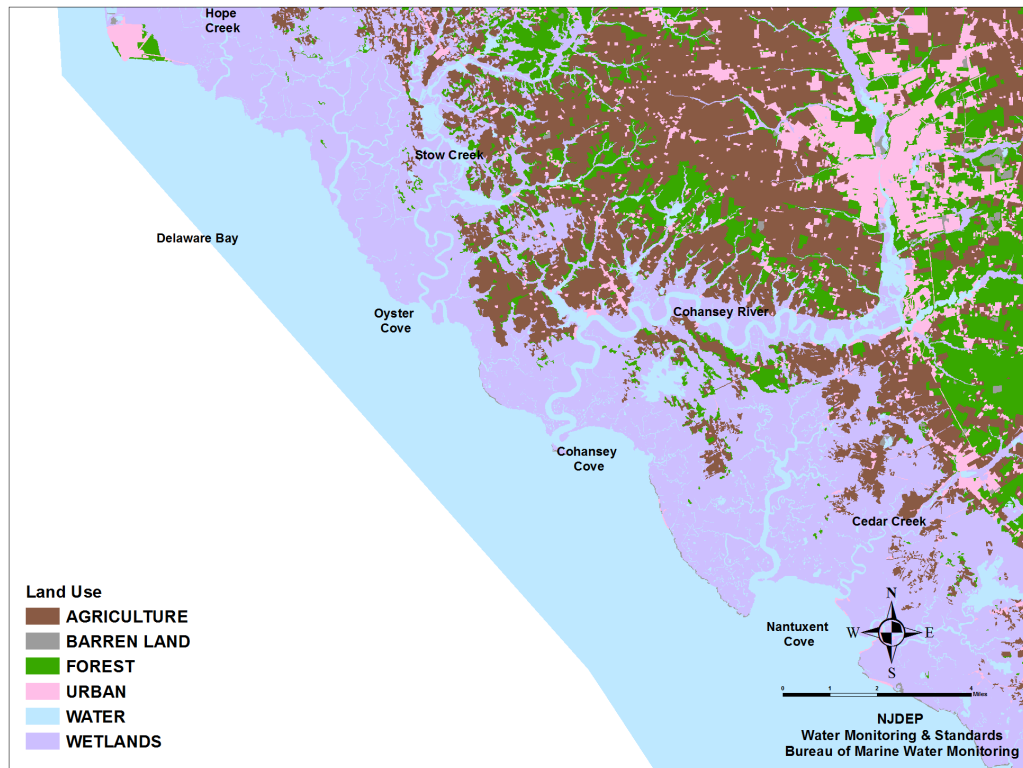 Hope
Creek
Stow Creek
Delaware Bay
Oyster
Cove
Cohansey River
Cohansey
Cove
Cedar Creek
Nantuxent
Cove
N
W
E
S
0
1
2
4
Miles
NJDEP
Water Monitoring & Standards
Bureau of Marine Water Monitoring
Land Use
AGRICULTURE
BARREN LAND
FOREST
URBAN
WATER
WETLANDS